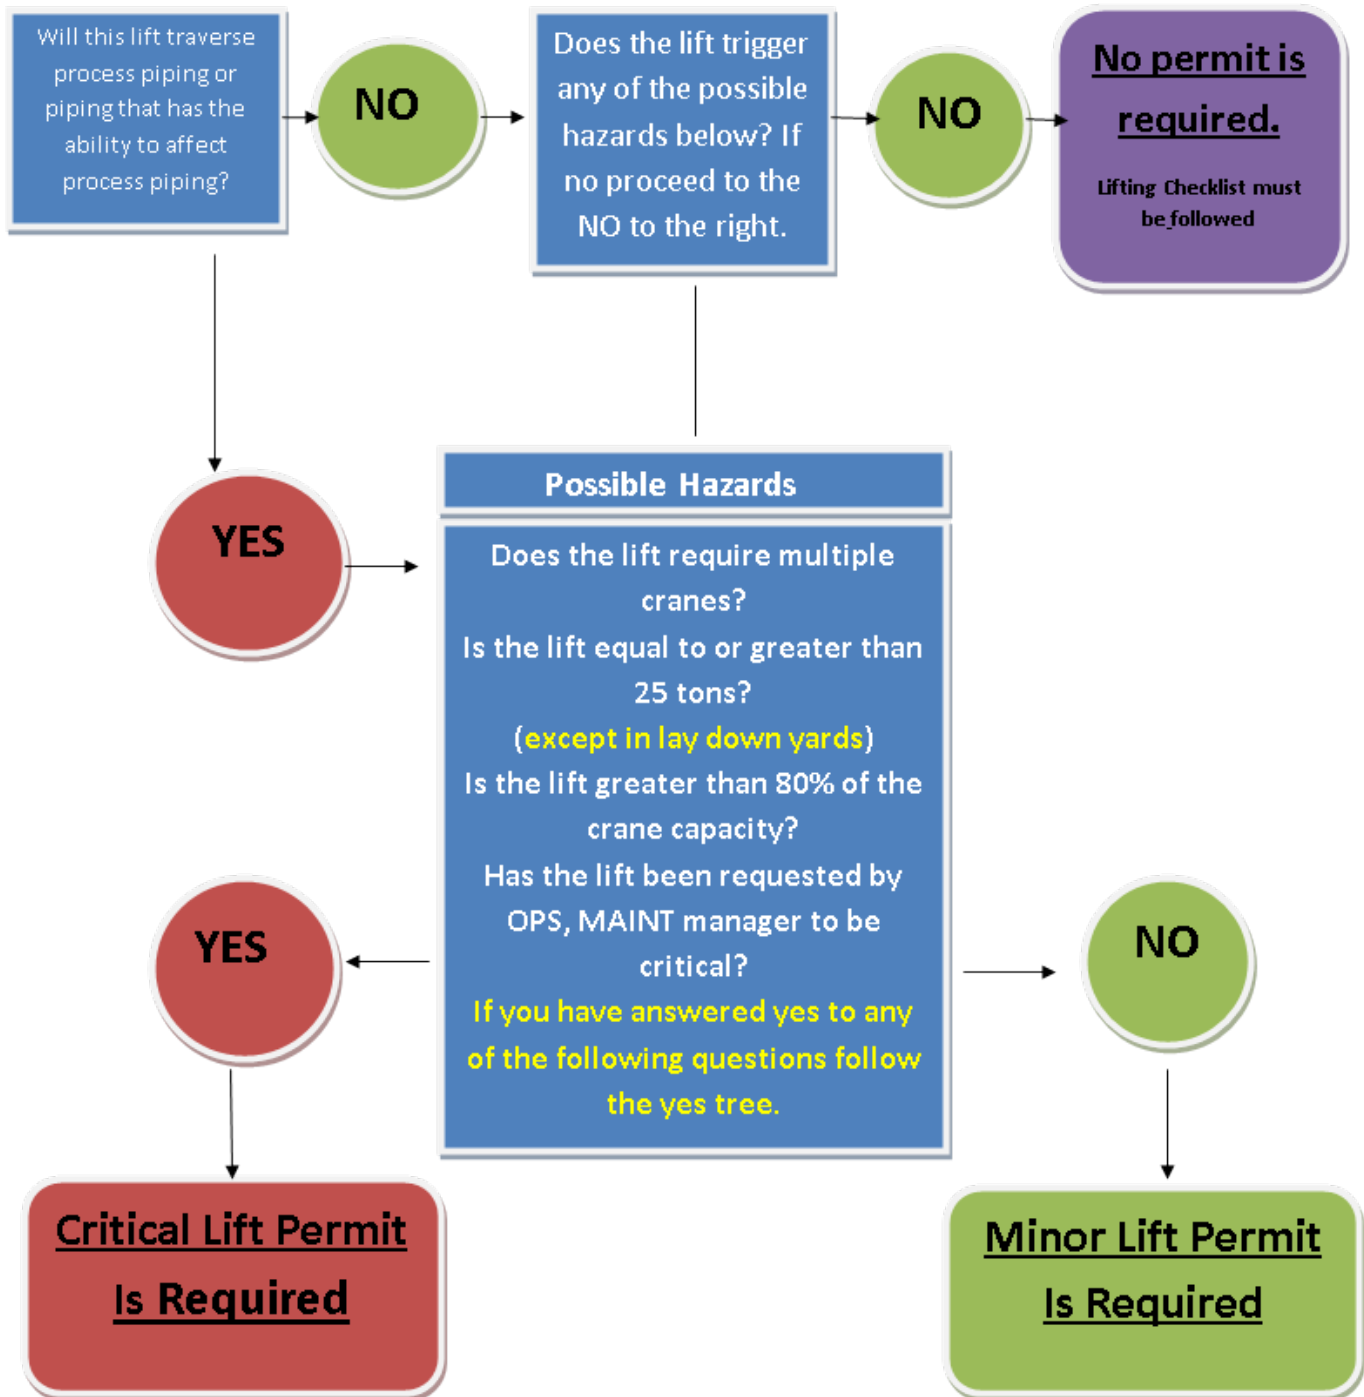 Will this lift traverse
process piping or
piping that has the
ability to affect
process piping?
NO
Does the lift trigger
any of the possible
hazards below? If
no proceed to the
NO to the right.
NO
No permit is
required.
Lifting Checklist must
be followed
YES
Possible Hazards
Does the lift require multiple
cranes?
Is the lift equal to or greater than
25 tons?
(except in lay down yards)
Is the lift greater than 80% of the
crane capacity?
Has the lift been requested by
OPS, MAINT manager to be
critical?
If you have answered yes to any
of the following questions follow
the yes tree.
YES
NO
Critical Lift Permit
Is Required
Minor Lift Permit
Is Required